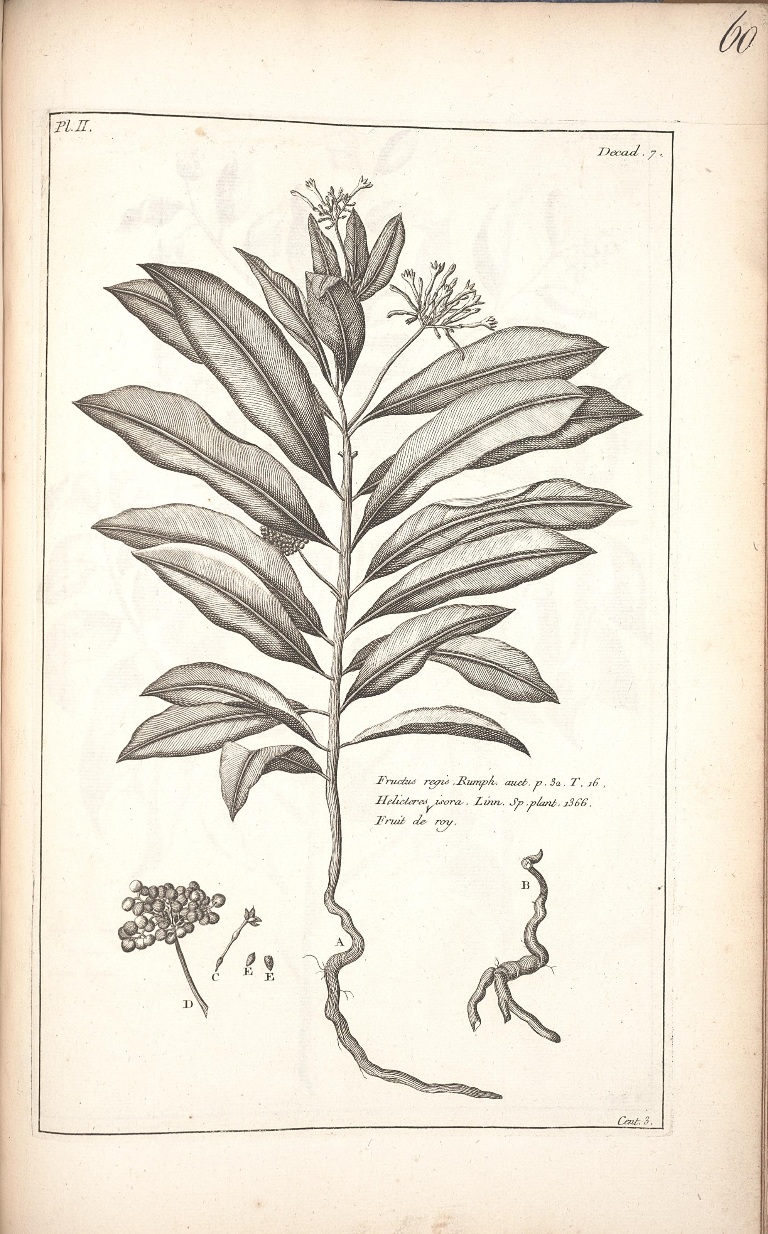 60
Pl. II.
Decad. 7.
Fructus regis. Rumph. auct. p. 32. T. 16.
Helicteres isora. Linn. Sp. plant. 1366.
Fruit de roy.
B
A
C
E
E
D
Cent. 3.